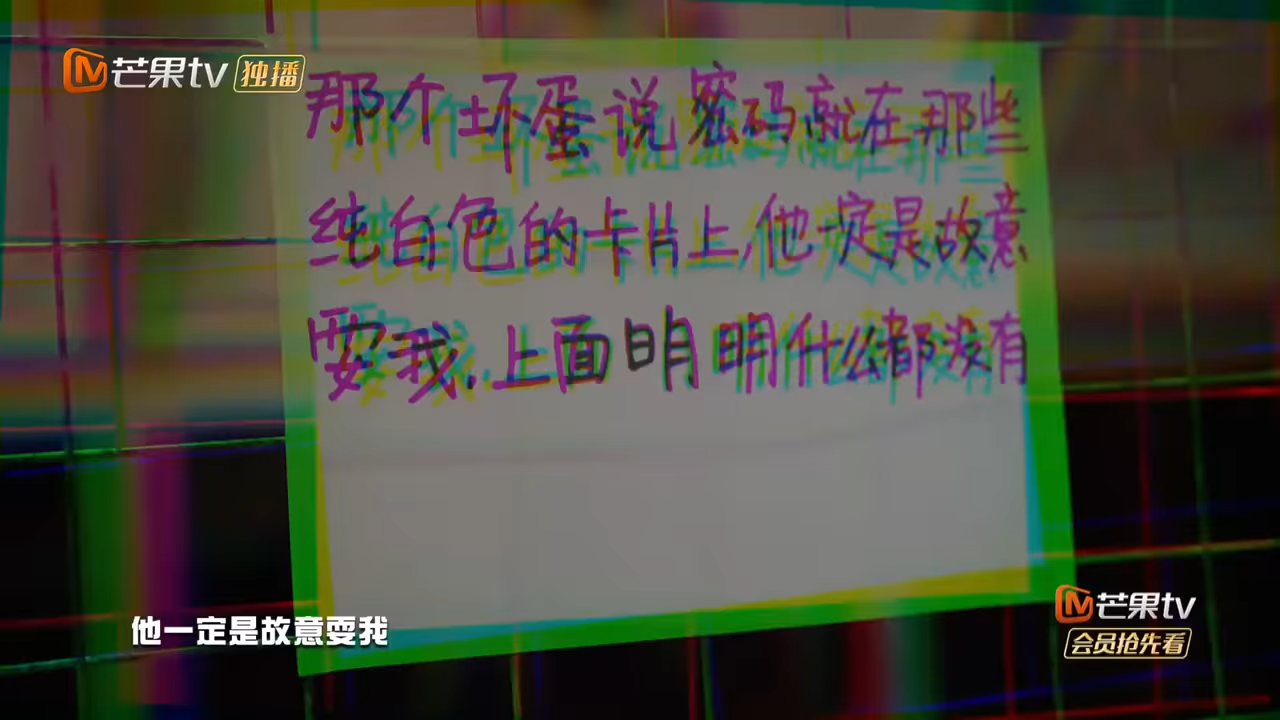 芒果tv 独播
那个坏蛋说密码就在那些
纯白色的卡片上,他一定是故意
耍我,上面明明什么都没有
他一定是故意耍我
芒果tv
会员抢先看